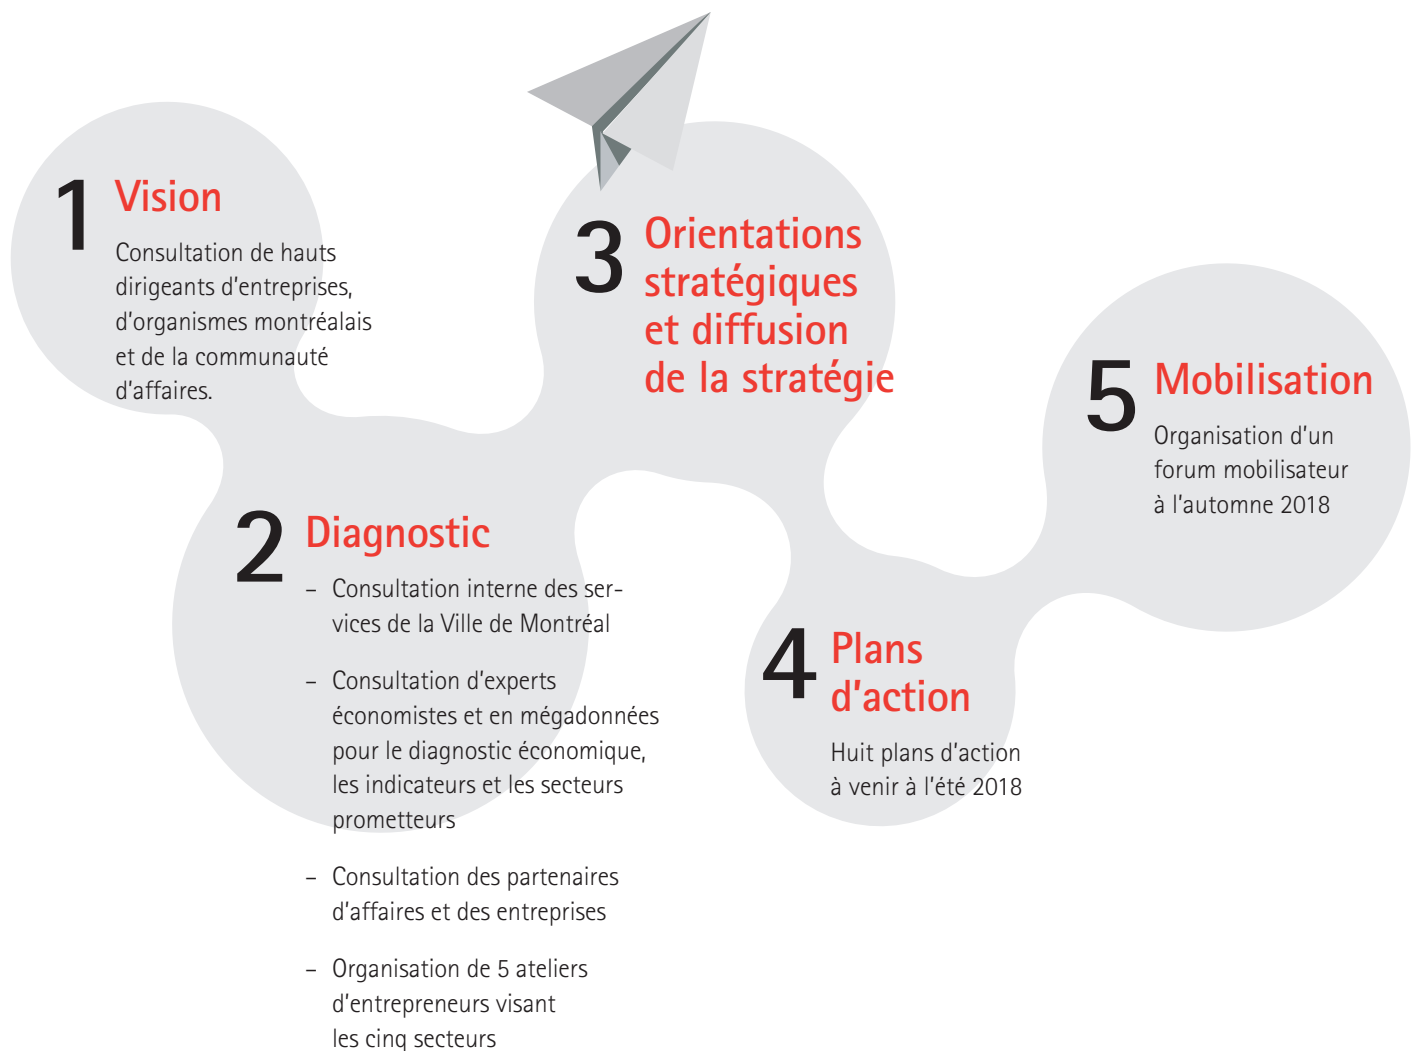 1 Vision
Consultation de hauts
dirigeants d'entreprises,
d'organismes montréalais
et de la communauté
d'affaires.
2 Diagnostic
– Consultation interne des ser-
vices de la Ville de Montréal
– Consultation d'experts
économistes et en mégadonnées
pour le diagnostic économique,
les indicateurs et les secteurs
prometteurs
– Consultation des partenaires
d'affaires et des entreprises
– Organisation de 5 ateliers
d'entrepreneurs visant
les cinq secteurs
3 Orientations
stratégiques
et diffusion
de la stratégie
4 Plans
d'action
Huit plans d'action
à venir à l'été 2018
5 Mobilisation
Organisation d'un
forum mobilisateur
à l'automne 2018